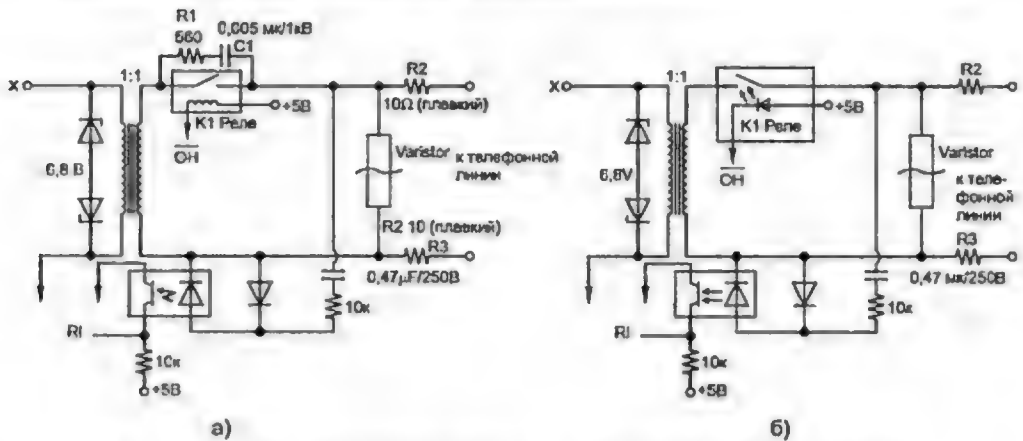 R1
560
0,005 мк/1кВ
C1
X
1:1
+5В
K1 Реле
OH
6,8 В
R2
10Ω (плавкий)
Varistor
к телефонной
линии
R2 10 (плавкий)
R3
0,47µF/250В
10к
RI
10к
+5В
а)
X
1:1
+5В
K1 Реле
OH
6,8V
R2
Varistor
к теле-
фонной
линии
R3
0,47 мк/250В
10к
RI
10к
+5В
б)